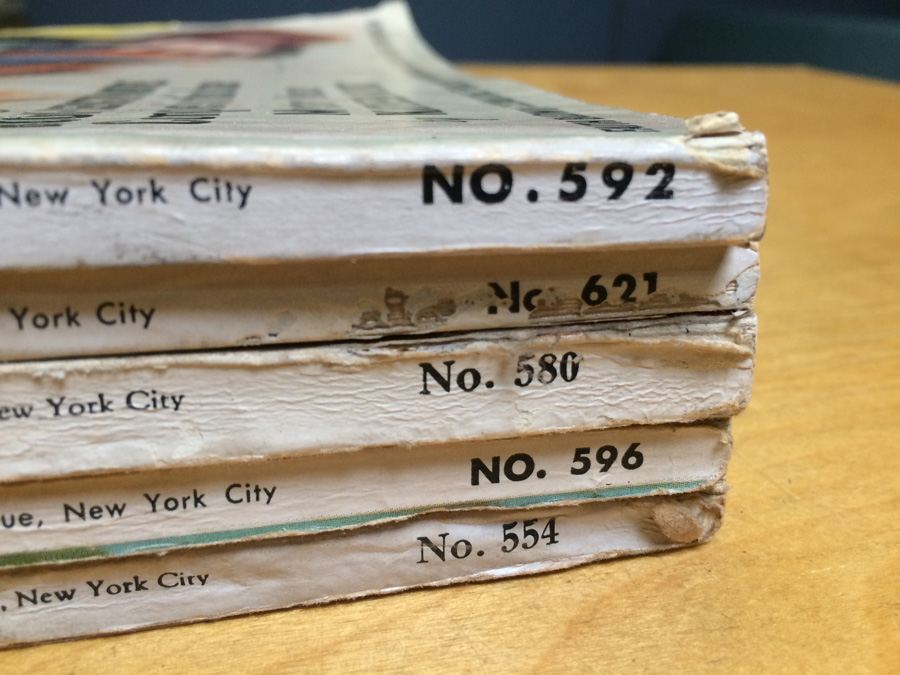 New York City NO. 592
York City No. 621
New York City No. 580
ue, New York City NO. 596
, New York City No. 554